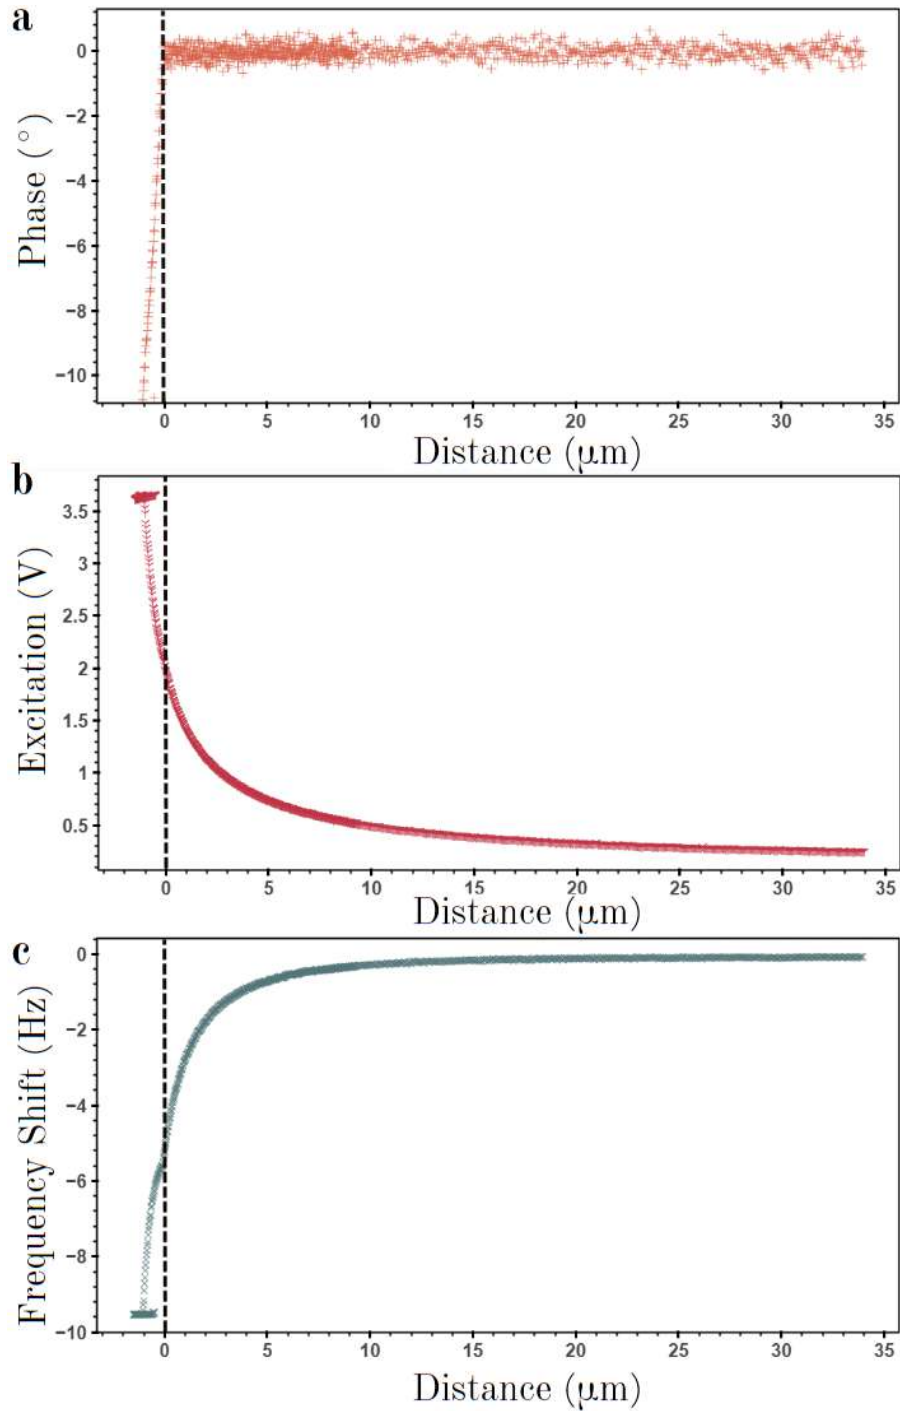 a
Phase (°)
0
−2
−4
−6
−8
−10
0 5 10 15 20 25 30 35
Distance (μm)
b
Excitation (V)
3.5
3
2.5
2
1.5
1
0.5
0 5 10 15 20 25 30 35
Distance (μm)
c
Frequency Shift (Hz)
0
−2
−4
−6
−8
−10
0 5 10 15 20 25 30 35
Distance (μm)